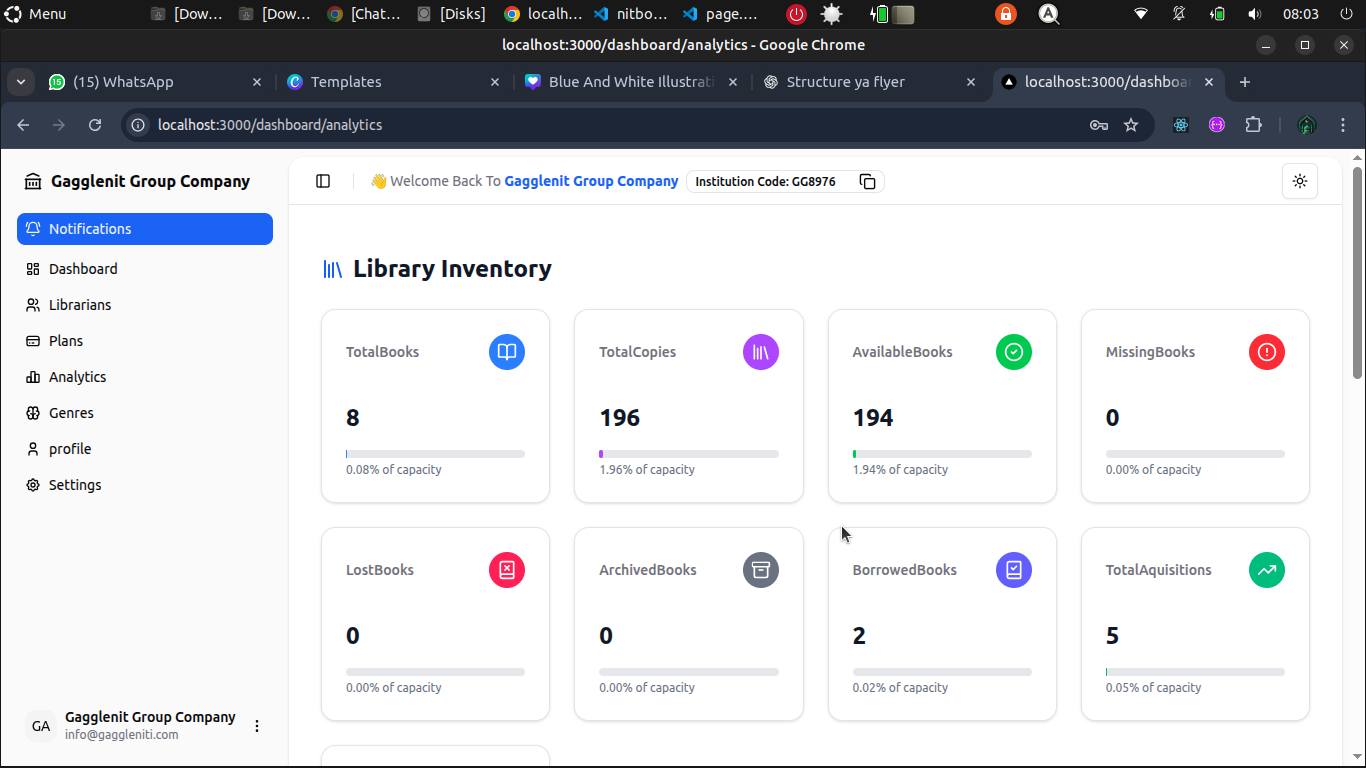 Menu
[Dow...
[Dow...
[Chat...
[Disks]
localh...
nitbo...
page....
A
08:03
localhost:3000/dashboard/analytics - Google Chrome
15
(15) WhatsApp
Templates
Blue And White Illustrati
Structure ya flyer
localhost:3000/dashboa
localhost:3000/dashboard/analytics
Gagglenit Group Company
👋 Welcome Back To Gagglenit Group Company
Institution Code: GG8976
Notifications
Dashboard
Librarians
Plans
Analytics
Genres
profile
Settings
Library Inventory
TotalBooks
8
0.08% of capacity
TotalCopies
196
1.96% of capacity
AvailableBooks
194
1.94% of capacity
MissingBooks
0
0.00% of capacity
LostBooks
0
0.00% of capacity
ArchivedBooks
0
0.00% of capacity
BorrowedBooks
2
0.02% of capacity
TotalAquisitions
5
0.05% of capacity
GA
Gagglenit Group Company
info@gaggleniti.com